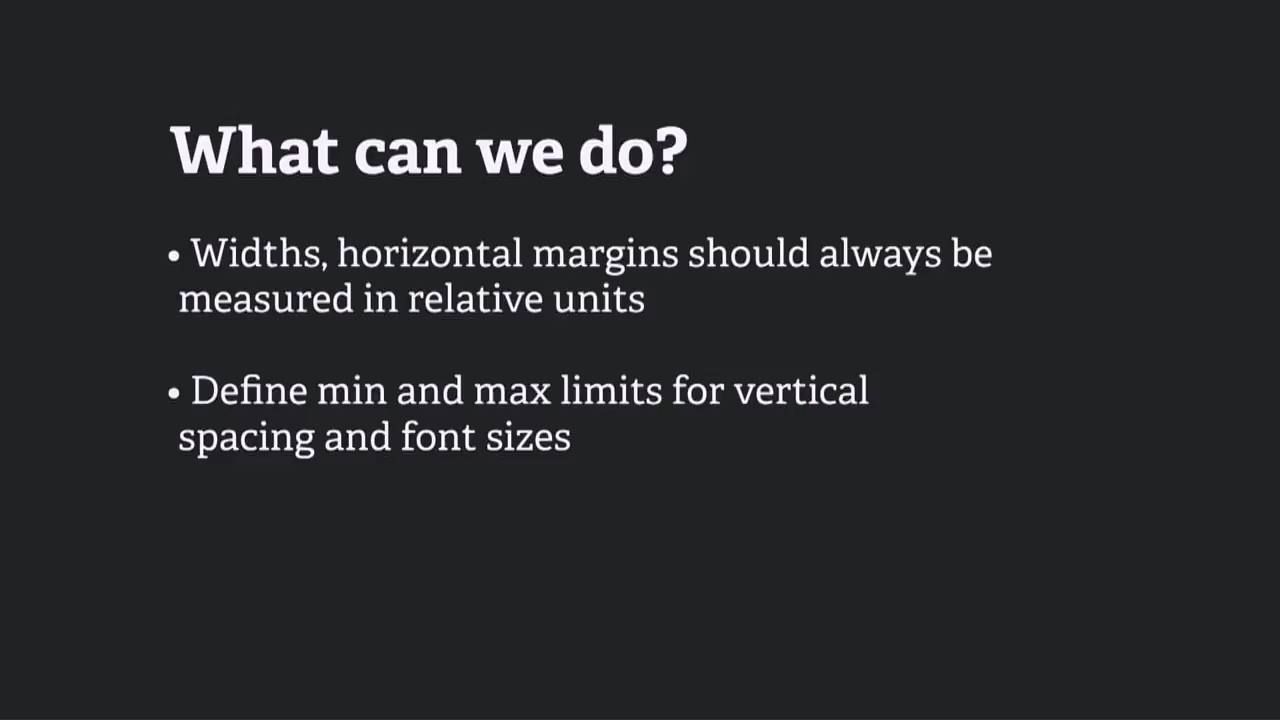 What can we do?
• Widths, horizontal margins should always be
measured in relative units
• Define min and max limits for vertical
spacing and font sizes